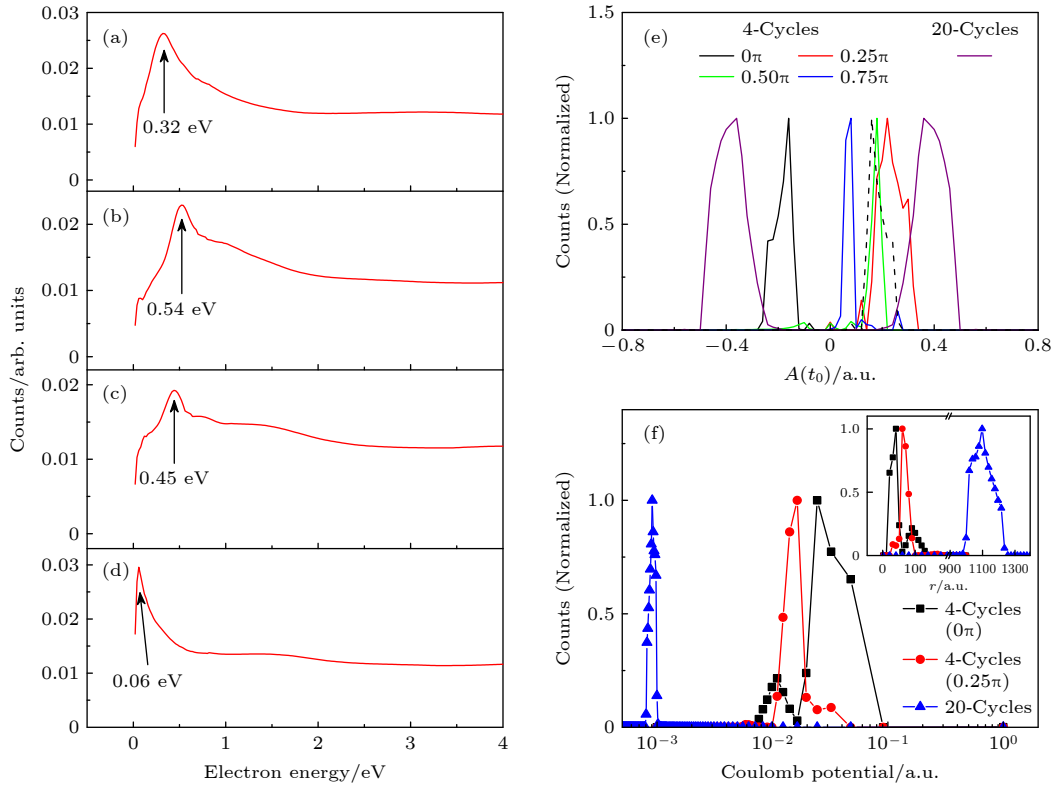 Counts/arb. units
0.03
(a)
0.02
0.01
0.32 eV
0
(b)
0.02
0.01
0.54 eV
0
(c)
0.02
0.01
0.45 eV
0
0.03
(d)
0.02
0.01
0.06 eV
0
0 1 2 3 4
Electron energy/eV
1.5
(e) 4-Cycles 20-Cycles
0π 0.25π
0.50π 0.75π
1.0
0.5
0
Counts (Normalized)
−0.8 −0.4 0 0.4 0.8
A(t0)/a.u.
(f)
1.0
0.5
0
Counts (Normalized)
1.0
0.5
0
0 100 900 1100 1300
r/a.u.
4-Cycles
(0π)
4-Cycles
(0.25π)
20-Cycles
10−3 10−2 10−1 100
Coulomb potential/a.u.